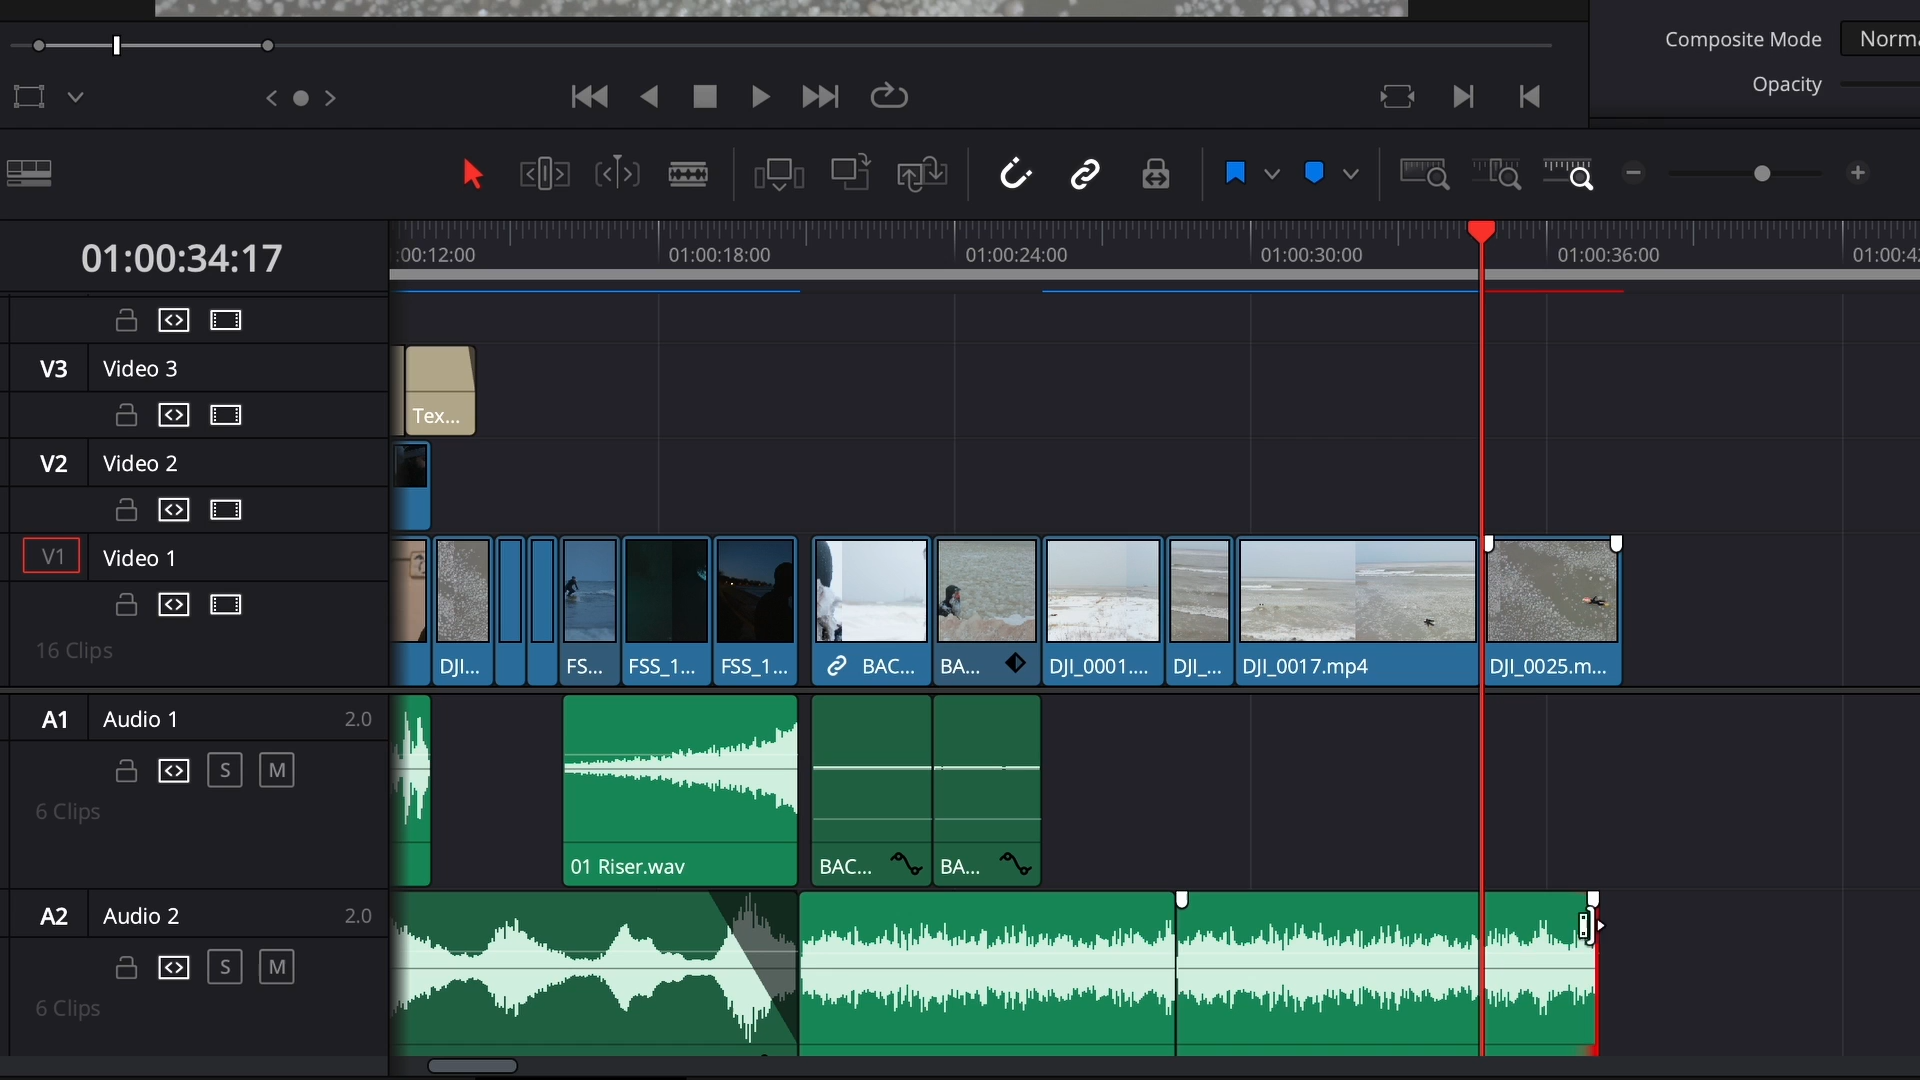 Composite Mode Norma
Opacity
01:00:34:17
:00:12:00 01:00:18:00 01:00:24:00 01:00:30:00 01:00:36:00 01:00:42
V3 Video 3
Tex...
V2 Video 2
V1 Video 1
16 Clips
DJI... FS... FSS_1... FSS_1... BAC... BA... DJI_0001.... DJI_... DJI_0017.mp4 DJI_0025.m...
A1 Audio 1 2.0
S M
6 Clips
01 Riser.wav BAC... BA...
A2 Audio 2 2.0
S M
6 Clips